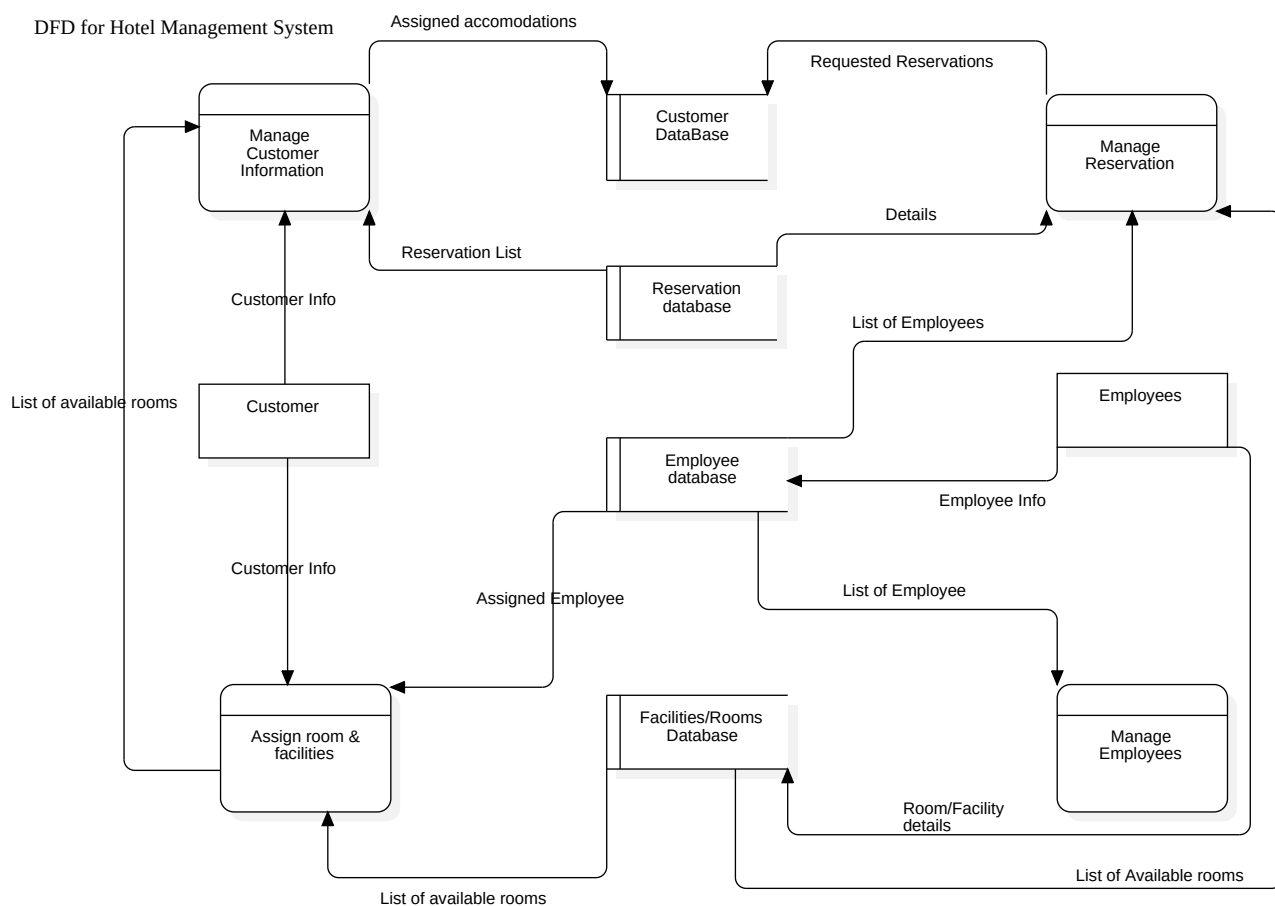 DFD for Hotel Management System
Assigned accomodations
Requested Reservations
Customer
DataBase
Manage
Customer
Information
Manage
Reservation
Details
Reservation List
Reservation
database
Customer Info
List of Employees
List of available rooms
Customer
Employees
Employee
database
Employee Info
Customer Info
Assigned Employee
List of Employee
Assign room &
facilities
Facilities/Rooms
Database
Manage
Employees
Room/Facility
details
List of available rooms
List of Available rooms